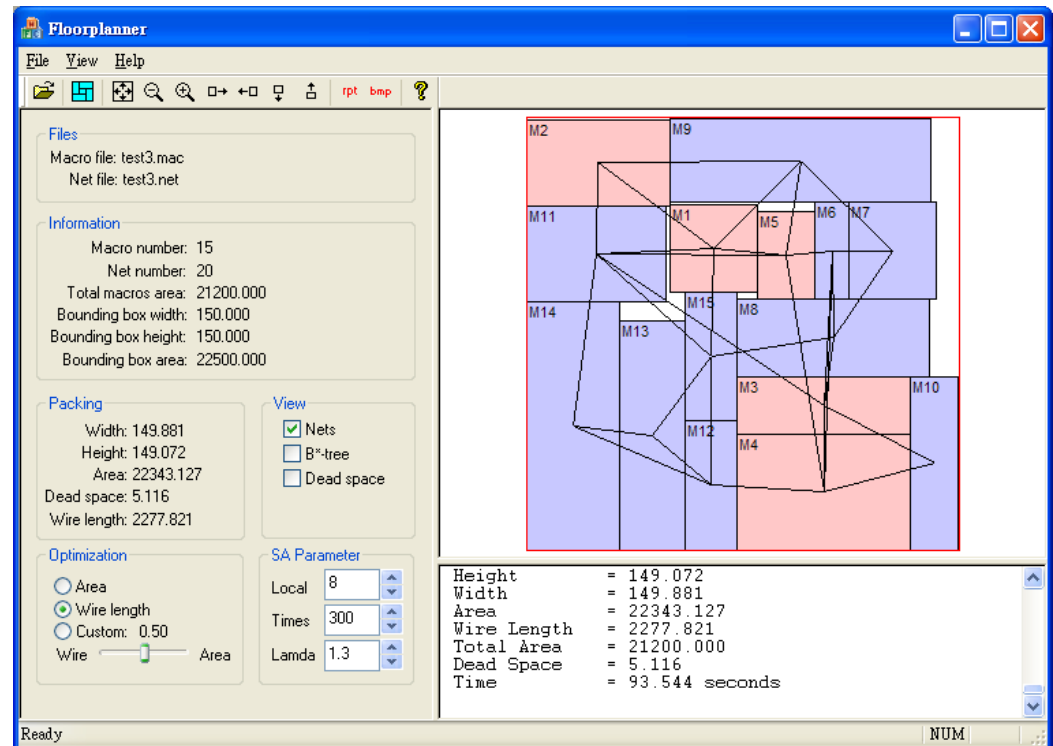 Floorplanner
File View Help
rpt bmp
Files
Macro file: test3.mac
Net file: test3.net
Information
Macro number: 15
Net number: 20
Total macros area: 21200.000
Bounding box width: 150.000
Bounding box height: 150.000
Bounding box area: 22500.000
Packing
Width: 149.881
Height: 149.072
Area: 22343.127
Dead space: 5.116
Wire length: 2277.821
View
Nets
B*-tree
Dead space
Optimization
Area
Wire length
Custom: 0.50
Wire Area
SA Parameter
Local 8
Times 300
Lamda 1.3
M2
M9
M11
M1
M5
M6
M7
M14
M13
M15
M8
M3
M10
M12
M4
Height = 149.072
Width = 149.881
Area = 22343.127
Wire Length = 2277.821
Total Area = 21200.000
Dead Space = 5.116
Time = 93.544 seconds
Ready NUM